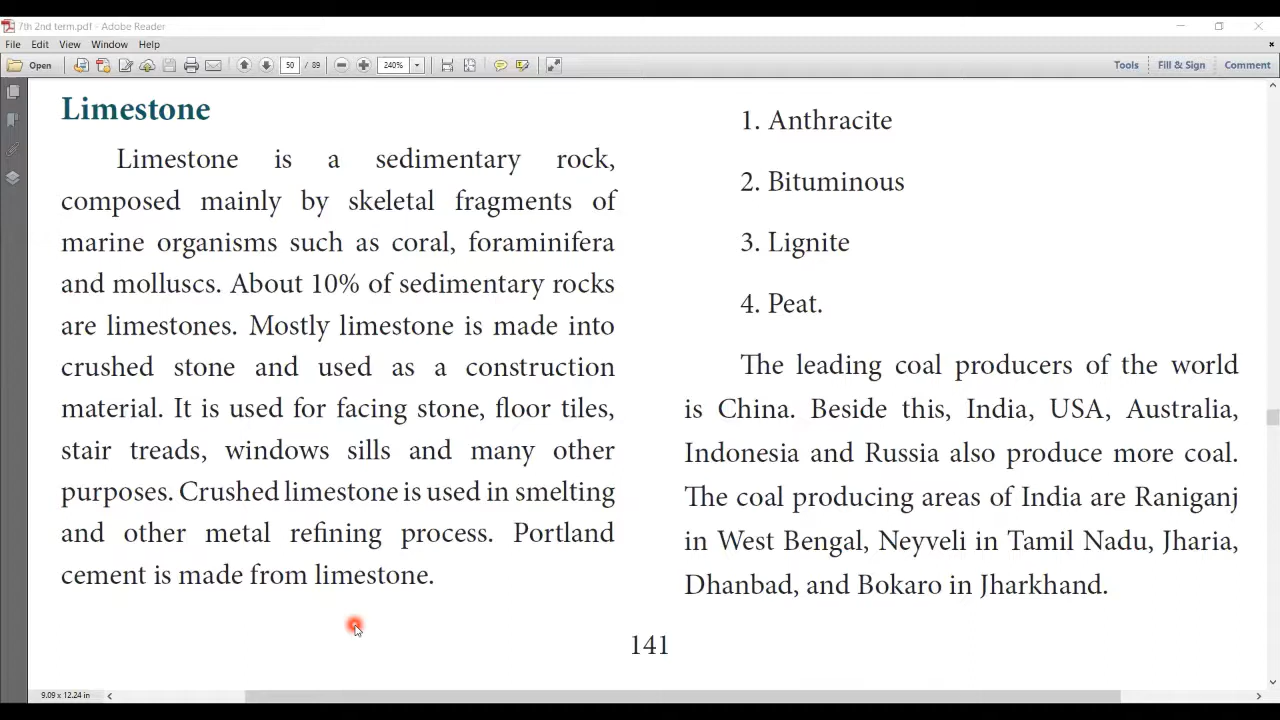 7th 2nd term.pdf - Adobe Reader
File Edit View Window Help
Open 50 / 89 240% Tools Fill & Sign Comment
Limestone
Limestone is a sedimentary rock,
composed mainly by skeletal fragments of
marine organisms such as coral, foraminifera
and molluscs. About 10% of sedimentary rocks
are limestones. Mostly limestone is made into
crushed stone and used as a construction
material. It is used for facing stone, floor tiles,
stair treads, windows sills and many other
purposes. Crushed limestone is used in smelting
and other metal refining process. Portland
cement is made from limestone.
1. Anthracite
2. Bituminous
3. Lignite
4. Peat.
The leading coal producers of the world
is China. Beside this, India, USA, Australia,
Indonesia and Russia also produce more coal.
The coal producing areas of India are Raniganj
in West Bengal, Neyveli in Tamil Nadu, Jharia,
Dhanbad, and Bokaro in Jharkhand.
141
9.09 x 12.24 in